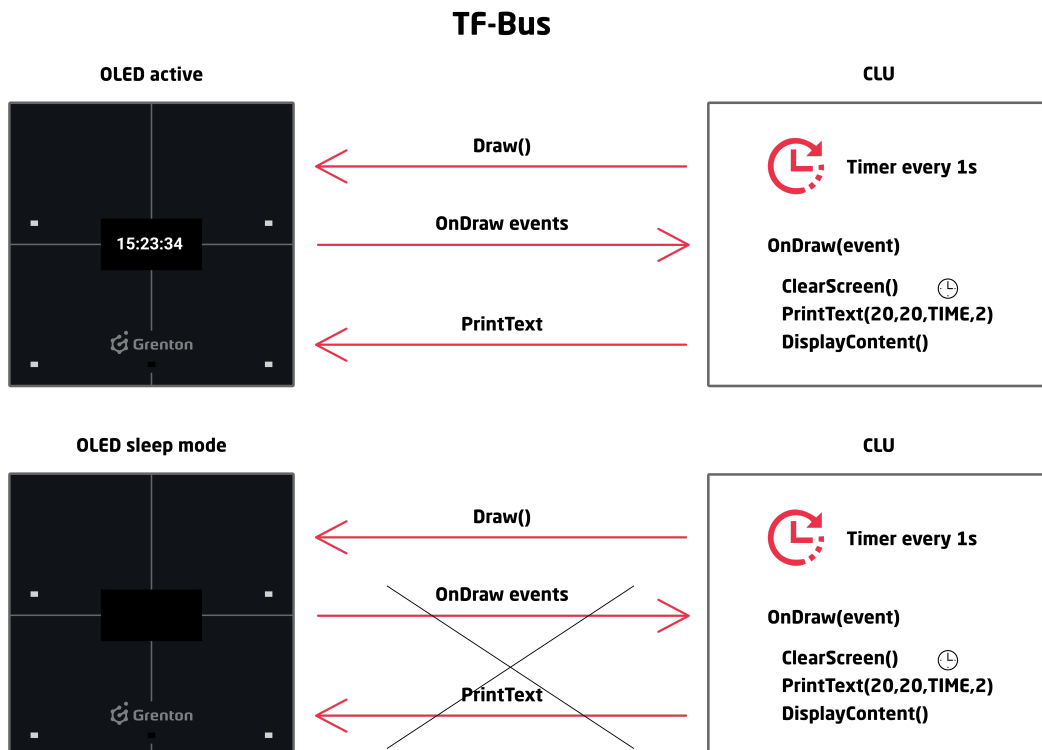 TF-Bus
OLED active
CLU
Draw()
Timer every 1s
15:23:34
OnDraw events
OnDraw(event)
ClearScreen()
PrintText(20,20,TIME,2)
DisplayContent()
PrintText
Grenton
OLED sleep mode
CLU
Draw()
Timer every 1s
OnDraw events
OnDraw(event)
ClearScreen()
PrintText(20,20,TIME,2)
DisplayContent()
PrintText
Grenton